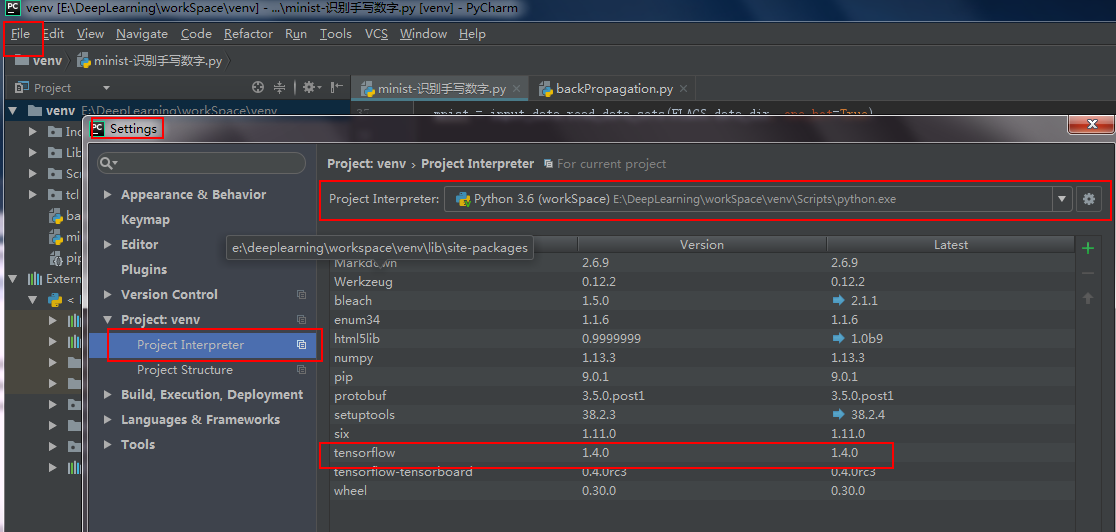 venv [E:\DeepLearning\workSpace\venv] - ...\minist-识别手写数字.py [venv] - PyCharm
File Edit View Navigate Code Refactor Run Tools VCS Window Help
venv minist-识别手写数字.py
Project minist-识别手写数字.py backPropagation.py
venv E:\DeepLearning\workSpace\venv
Settings
Inc
Lib
Scr
tcl
ba
mi
pip
Extern
Appearance & Behavior
Keymap
Editor
Plugins
Version Control
Project: venv
Project Interpreter
Project Structure
Build, Execution, Deployment
Languages & Frameworks
Tools
Project: venv › Project Interpreter For current project
Project Interpreter: Python 3.6 (workSpace) E:\DeepLearning\workSpace\venv\Scripts\python.exe
e:\deeplearning\workspace\venv\lib\site-packages
Version Latest
Markdown 2.6.9 2.6.9
Werkzeug 0.12.2 0.12.2
bleach 1.5.0 2.1.1
enum34 1.1.6 1.1.6
html5lib 0.9999999 1.0b9
numpy 1.13.3 1.13.3
pip 9.0.1 9.0.1
protobuf 3.5.0.post1 3.5.0.post1
setuptools 38.2.3 38.2.4
six 1.11.0 1.11.0
tensorflow 1.4.0 1.4.0
tensorflow-tensorboard 0.4.0rc3 0.4.0rc3
wheel 0.30.0 0.30.0